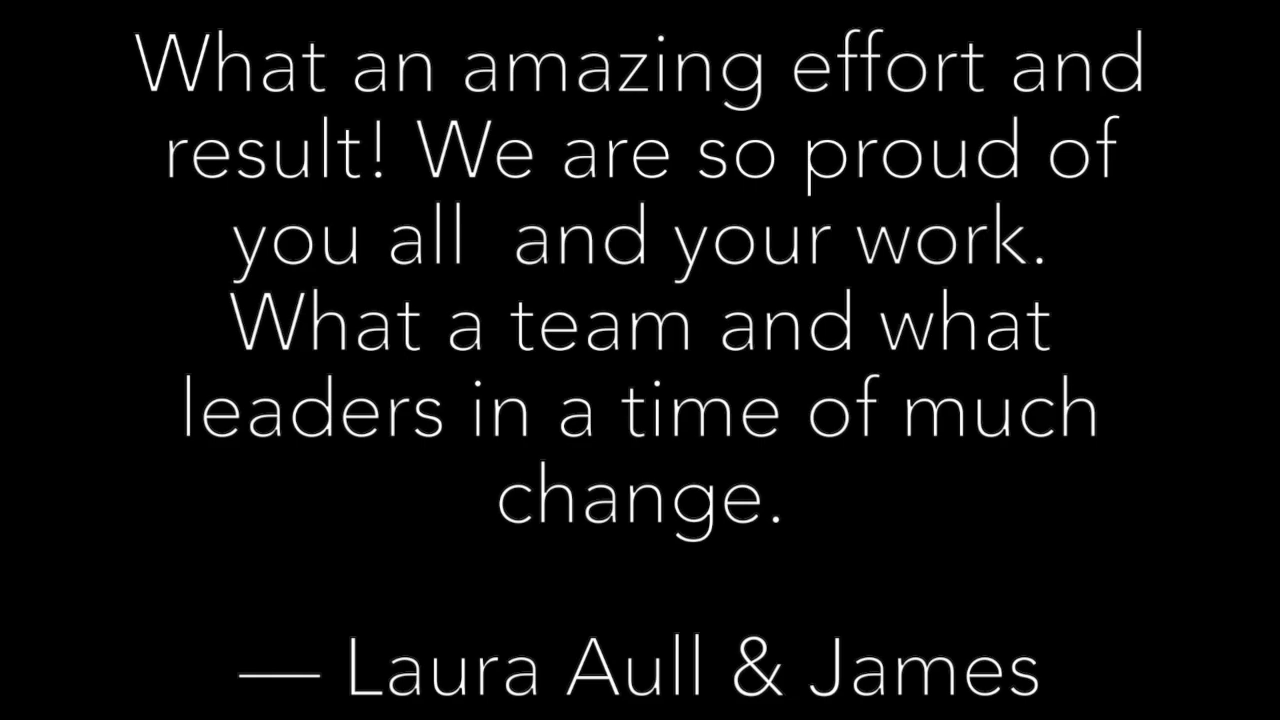 What an amazing effort and
result! We are so proud of
you all  and your work.
What a team and what
leaders in a time of much
change.
— Laura Aull & James